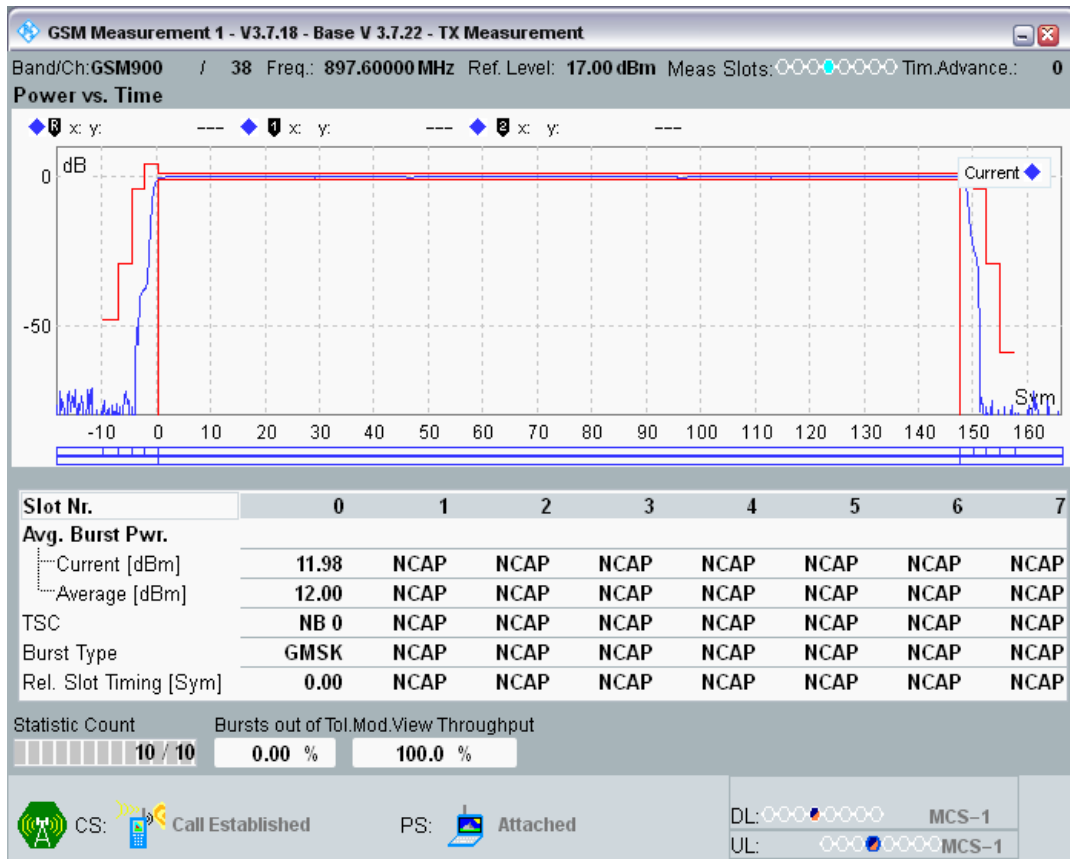 GSM Measurement 1 - V3.7.18 - Base V 3.7.22 - TX Measurement
Band/Ch:GSM900 / 38 Freq.: 897.60000 MHz Ref. Level: 17.00 dBm Meas Slots: Tim.Advance.: 0
Power vs. Time
R x: y: --- 1 x: y: --- 2 x: y: ---
dB
Current
0
-50
Sym
-10 0 10 20 30 40 50 60 70 80 90 100 110 120 130 140 150 160
Slot Nr. 0 1 2 3 4 5 6 7
Avg. Burst Pwr.
Current [dBm] 11.98 NCAP NCAP NCAP NCAP NCAP NCAP NCAP
Average [dBm] 12.00 NCAP NCAP NCAP NCAP NCAP NCAP NCAP
TSC NB 0 NCAP NCAP NCAP NCAP NCAP NCAP NCAP
Burst Type GMSK NCAP NCAP NCAP NCAP NCAP NCAP NCAP
Rel. Slot Timing [Sym] 0.00 NCAP NCAP NCAP NCAP NCAP NCAP NCAP
Statistic Count Bursts out of Tol.Mod.View Throughput
10 / 10 0.00 % 100.0 %
CS: Call Established PS: Attached
DL: MCS-1
UL: MCS-1